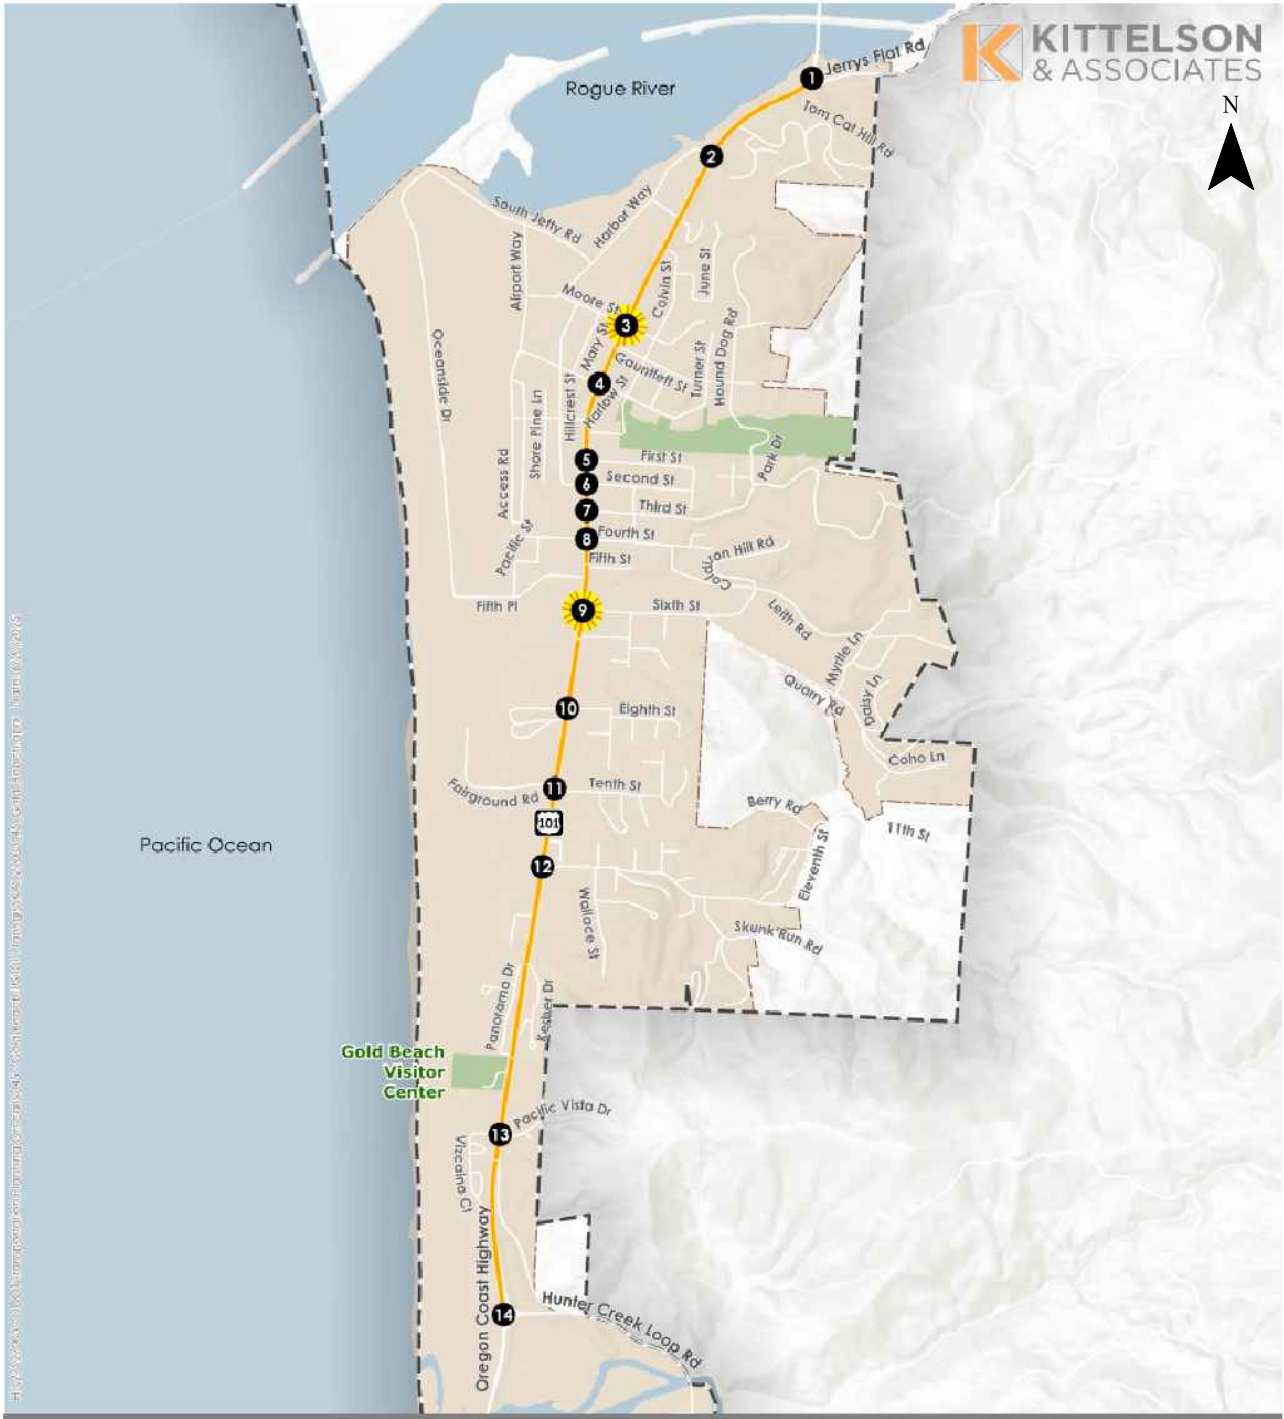 KITTELSON
& ASSOCIATES
N
Jerrys Flat Rd
1
Rogue River
Tom Cat Hill Rd
2
South Jetty Rd
Harbor Way
Airport Way
Colvin St
June St
Moore St
3
Mary St
Hound Dog Rd
Oceanside Dr
Gauntlett St
Turner St
4
Harlow St
Hillcrest St
Shore Pine Ln
Park Dr
Access Rd
5
First St
6
Second St
7
Third St
Pacific St
8
Fourth St
Fifth St
Fifth Pl
9
Sixth St
Leith Rd
Myrtle Ln
Quarry Rd
Daisy Ln
10
Eighth St
Coho Ln
Fairground Rd
11
Tenth St
Berry Rd
101
11Th St
Pacific Ocean
Eleventh St
12
Wallace St
Skunk Run Rd
Panorama Dr
Gold Beach
Visitor
Center
Pacific Vista Dr
13
Vizcaino Ct
Oregon Coast Highway
14
Hunter Creek Loop Rd